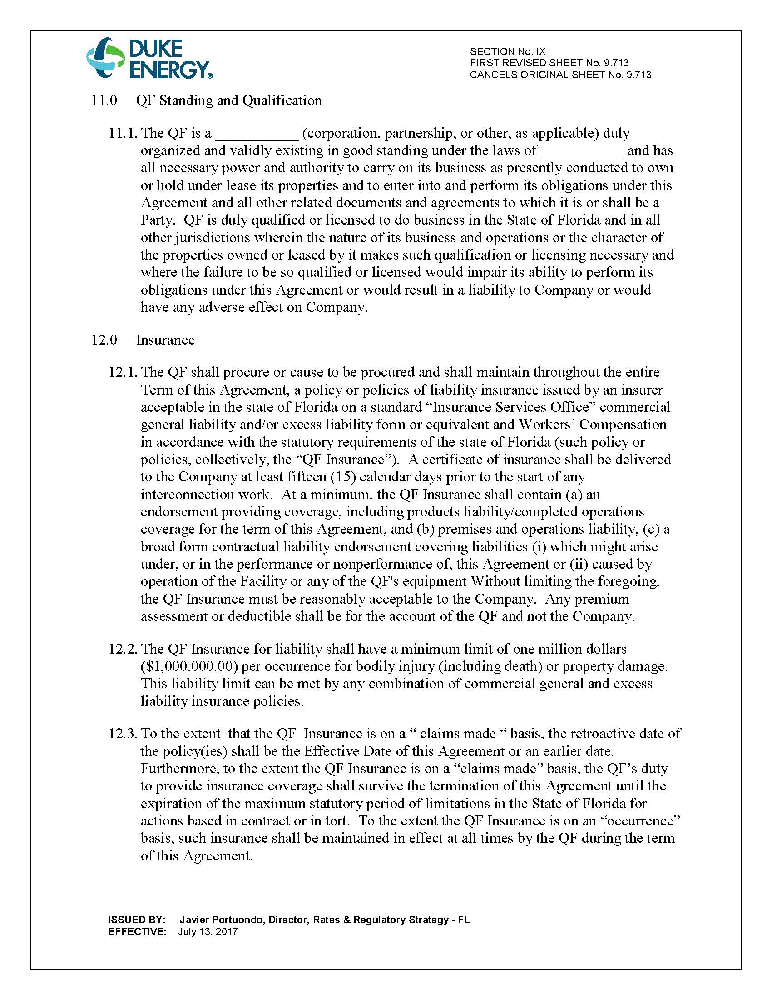 DUKE
ENERGY®
SECTION No. IX
FIRST REVISED SHEET No. 9.713
CANCELS ORIGINAL SHEET No. 9.713
11.0 QF Standing and Qualification
11.1. The QF is a ___________ (corporation, partnership, or other, as applicable) duly
organized and validly existing in good standing under the laws of ___________ and has
all necessary power and authority to carry on its business as presently conducted to own
or hold under lease its properties and to enter into and perform its obligations under this
Agreement and all other related documents and agreements to which it is or shall be a
Party.  QF is duly qualified or licensed to do business in the State of Florida and in all
other jurisdictions wherein the nature of its business and operations or the character of
the properties owned or leased by it makes such qualification or licensing necessary and
where the failure to be so qualified or licensed would impair its ability to perform its
obligations under this Agreement or would result in a liability to Company or would
have any adverse effect on Company.
12.0 Insurance
12.1. The QF shall procure or cause to be procured and shall maintain throughout the entire
Term of this Agreement, a policy or policies of liability insurance issued by an insurer
acceptable in the state of Florida on a standard “Insurance Services Office” commercial
general liability and/or excess liability form or equivalent and Workers’ Compensation
in accordance with the statutory requirements of the state of Florida (such policy or
policies, collectively, the “QF Insurance”).  A certificate of insurance shall be delivered
to the Company at least fifteen (15) calendar days prior to the start of any
interconnection work.  At a minimum, the QF Insurance shall contain (a) an
endorsement providing coverage, including products liability/completed operations
coverage for the term of this Agreement, and (b) premises and operations liability, (c) a
broad form contractual liability endorsement covering liabilities (i) which might arise
under, or in the performance or nonperformance of, this Agreement or (ii) caused by
operation of the Facility or any of the QF's equipment Without limiting the foregoing,
the QF Insurance must be reasonably acceptable to the Company.  Any premium
assessment or deductible shall be for the account of the QF and not the Company.
12.2. The QF Insurance for liability shall have a minimum limit of one million dollars
($1,000,000.00) per occurrence for bodily injury (including death) or property damage.
This liability limit can be met by any combination of commercial general and excess
liability insurance policies.
12.3. To the extent  that the QF  Insurance is on a “ claims made “ basis, the retroactive date of
the policy(ies) shall be the Effective Date of this Agreement or an earlier date.
Furthermore, to the extent the QF Insurance is on a “claims made” basis, the QF’s duty
to provide insurance coverage shall survive the termination of this Agreement until the
expiration of the maximum statutory period of limitations in the State of Florida for
actions based in contract or in tort.  To the extent the QF Insurance is on an “occurrence”
basis, such insurance shall be maintained in effect at all times by the QF during the term
of this Agreement.
ISSUED BY: Javier Portuondo, Director, Rates & Regulatory Strategy - FL
EFFECTIVE: July 13, 2017